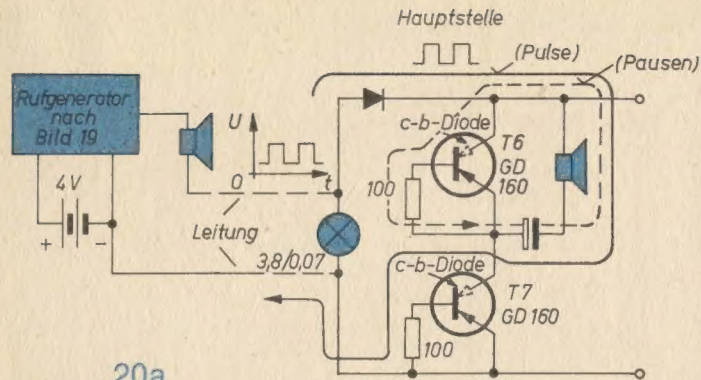 Hauptstelle
(Pulse)
(Pausen)
Rufgenerator
nach
Bild 19
U
0
t
4V
+
-
Leitung
3,8/0,07
c-b-Diode
T6
GD
160
100
c-b-Diode
T7
GD 160
100
20a